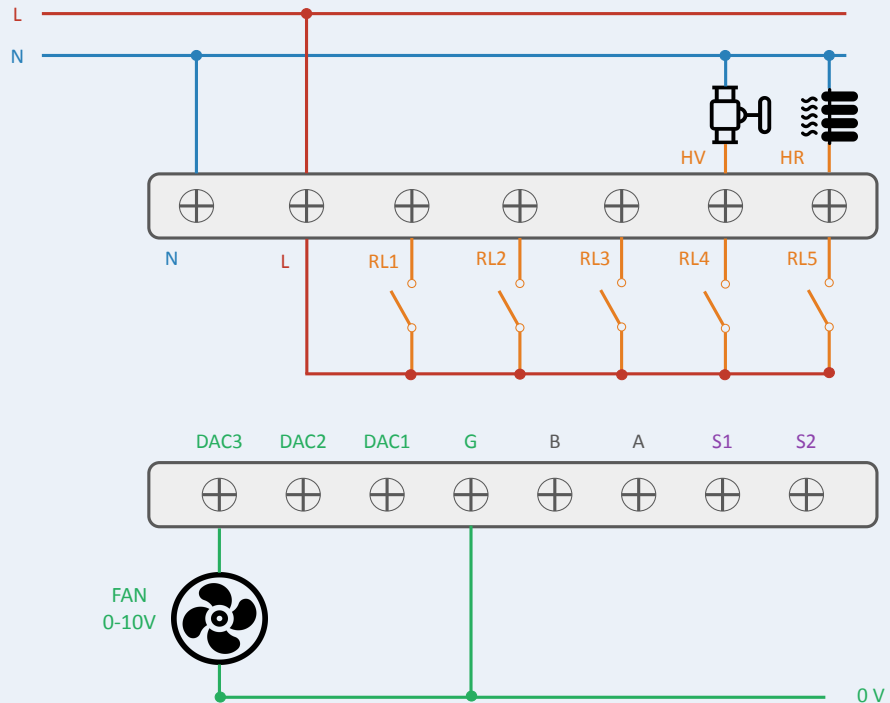 L
N
HV
HR
N
L
RL1
RL2
RL3
RL4
RL5
DAC3
DAC2
DAC1
G
B
A
S1
S2
FAN
0-10V
0 V